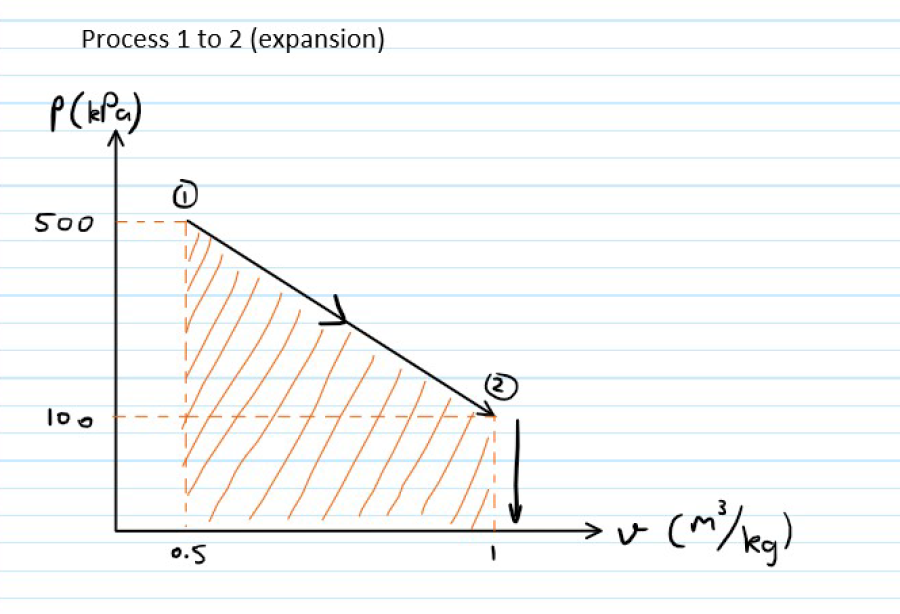 Process 1 to 2 (expansion)
P(kPa)
①
500
②
100
0.5
1
v (m³/kg)